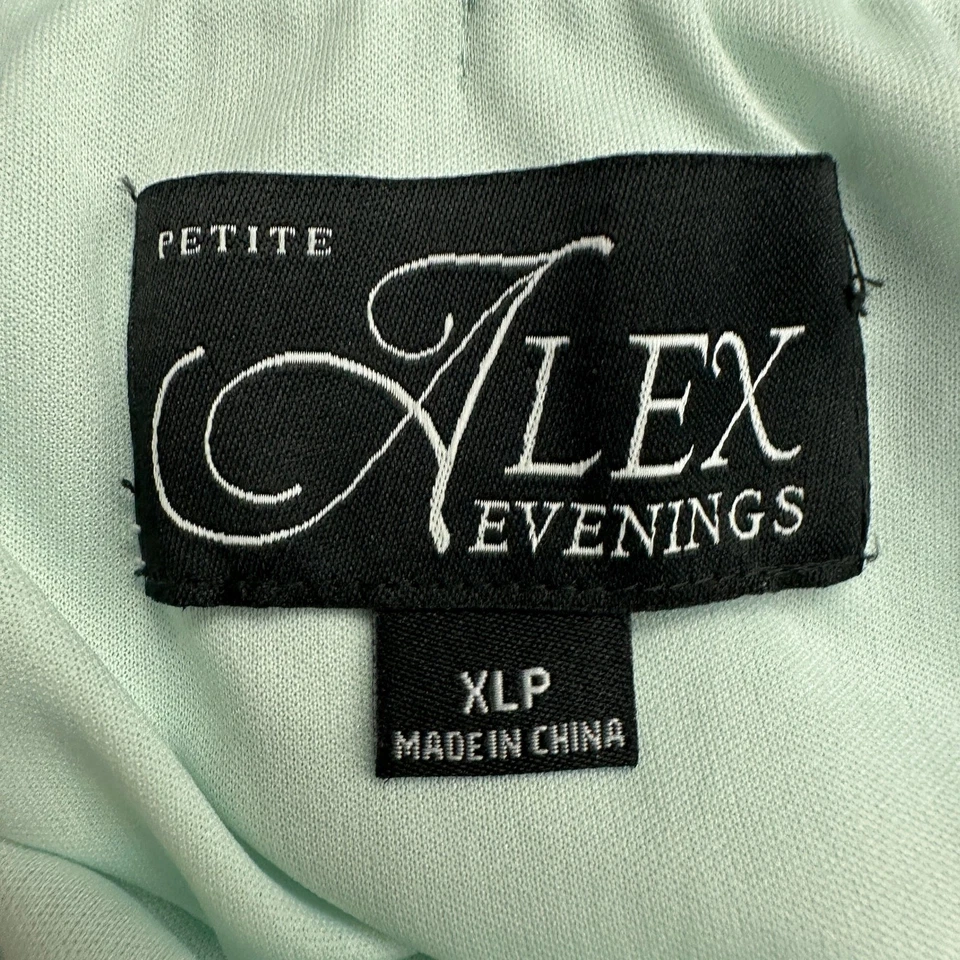 PETITE
ALEX
EVENINGS
XLP
MADE IN CHINA